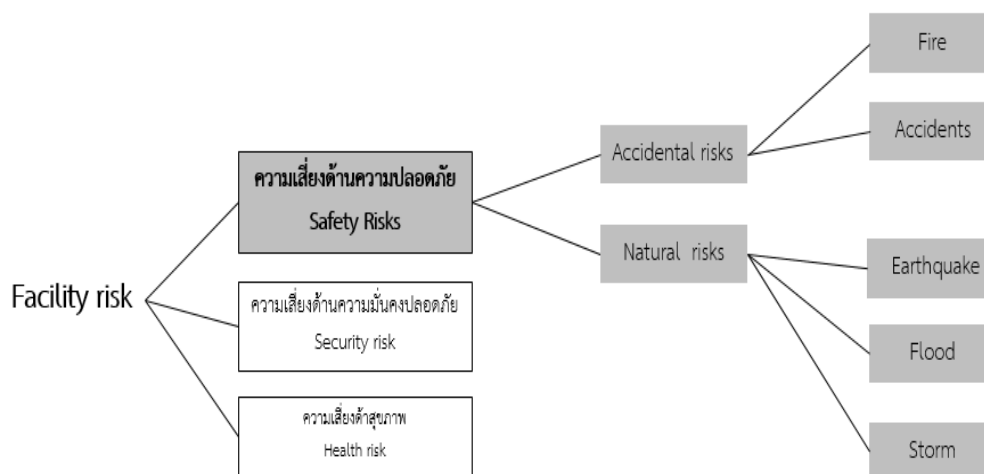 Facility risk
ความเสี่ยงด้านความปลอดภัย
Safety Risks
ความเสี่ยงด้านความมั่นคงปลอดภัย
Security risk
ความเสี่ยงด้าสุขภาพ
Health risk
Accidental risks
Natural risks
Fire
Accidents
Earthquake
Flood
Storm